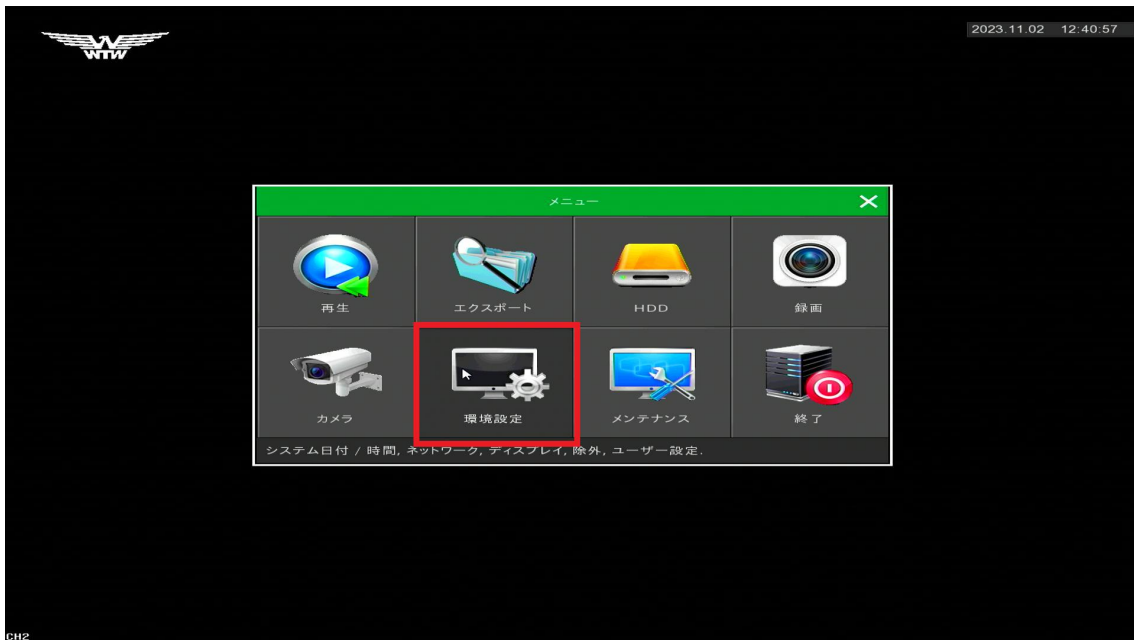 WTW
2023.11.02 12:40:57
メニュー
再生
エクスポート
HDD
録画
カメラ
環境設定
メンテナンス
終了
システム日付 / 時間, ネットワーク, ディスプレイ, 除外, ユーザー設定.
CH2